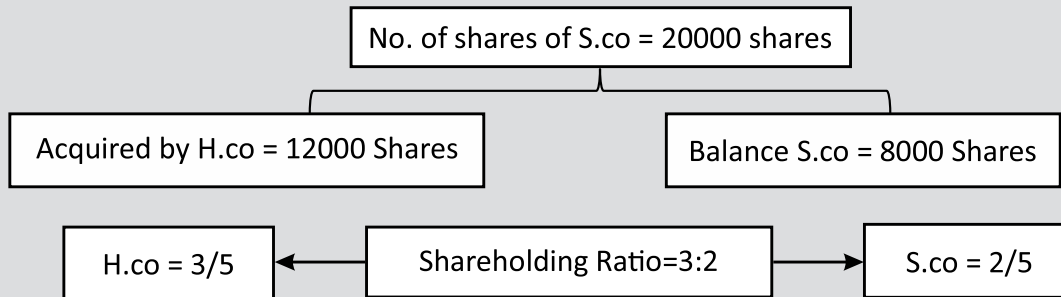 No. of shares of S.co = 20000 shares
Acquired by H.co = 12000 Shares
Balance S.co = 8000 Shares
H.co = 3/5
Shareholding Ratio=3:2
S.co = 2/5